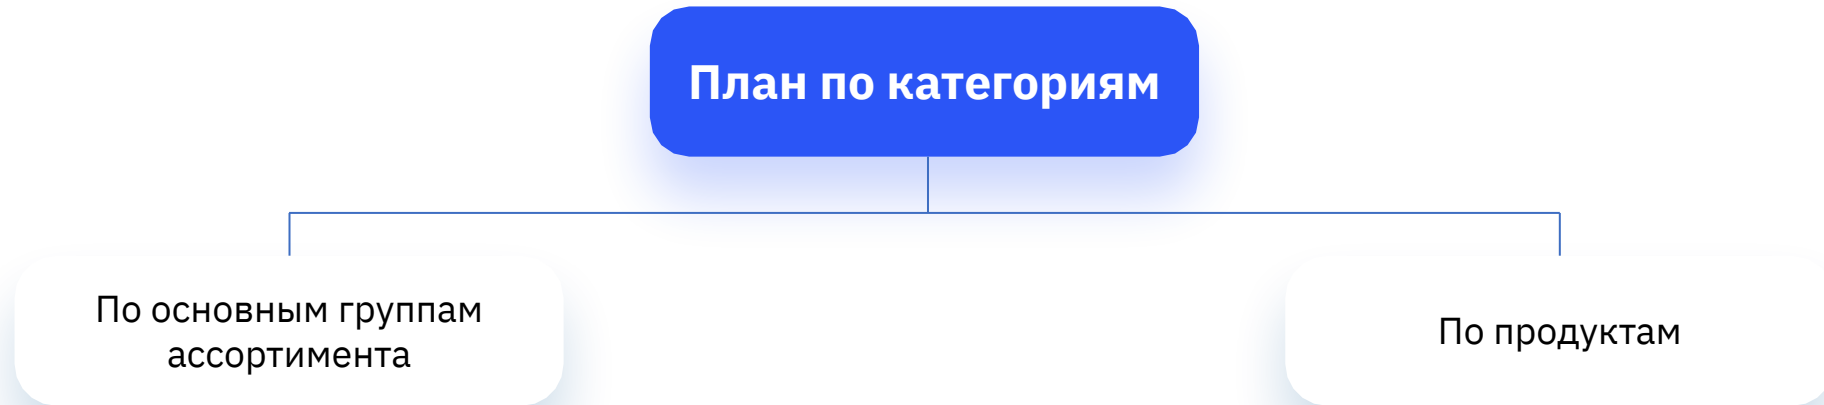 План по категориям
По основным группам
ассортимента
По продуктам